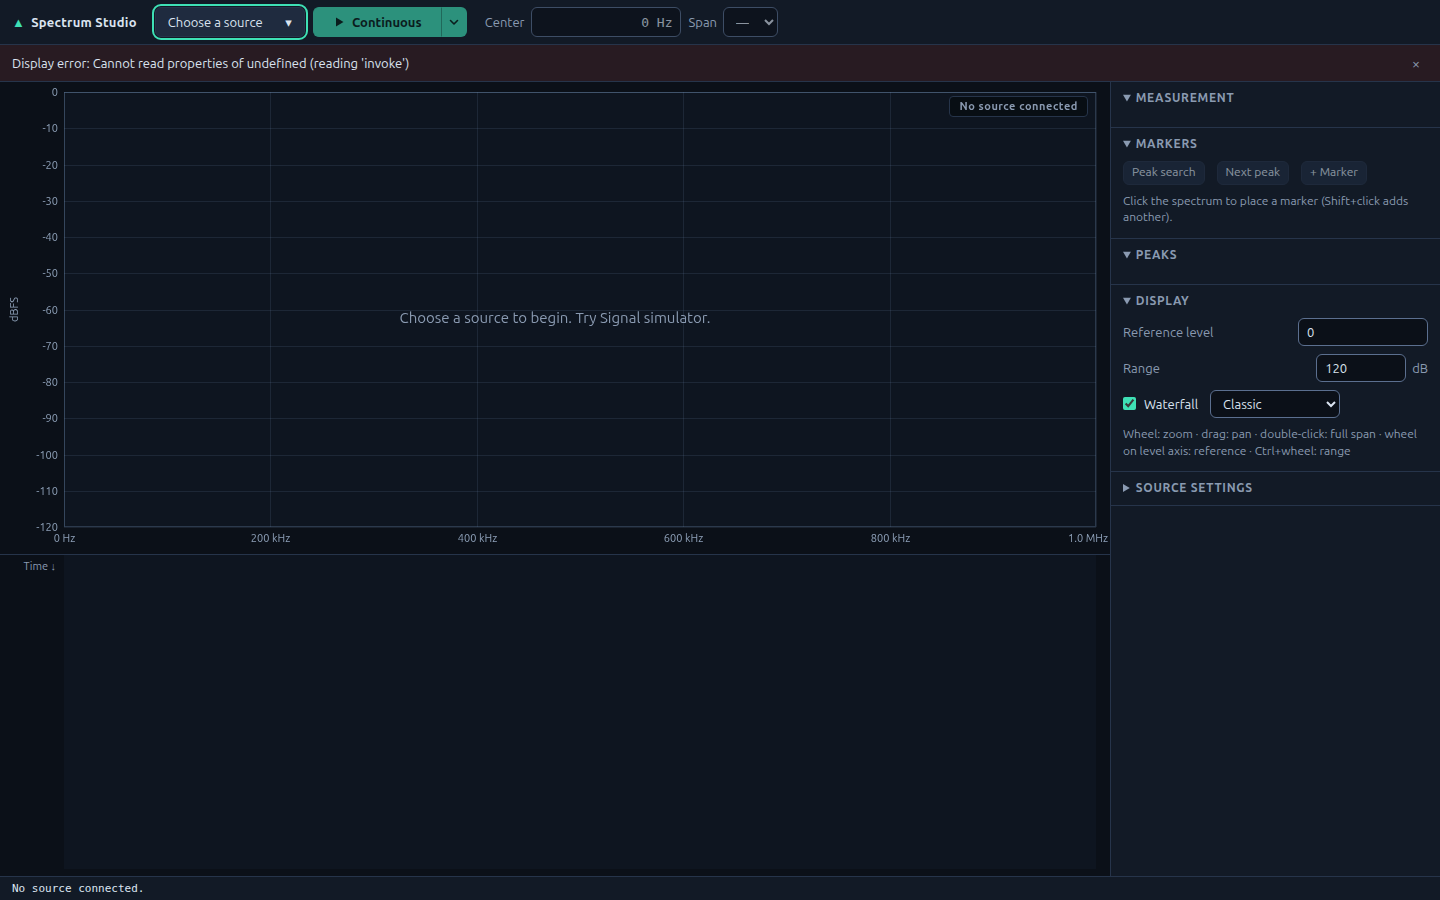 ▲ Spectrum Studio Choose a source ▼ ▶ Continuous Center 0 Hz Span —
Display error: Cannot read properties of undefined (reading 'invoke') ×
No source connected
0
-10
-20
-30
-40
-50
-60
-70
-80
-90
-100
-110
-120
dBFS
Choose a source to begin. Try Signal simulator.
0 Hz 200 kHz 400 kHz 600 kHz 800 kHz 1.0 MHz
Time ↓
▼ MEASUREMENT
▼ MARKERS
Peak search Next peak + Marker
Click the spectrum to place a marker (Shift+click adds
another).
▼ PEAKS
▼ DISPLAY
Reference level 0
Range 120 dB
Waterfall Classic
Wheel: zoom · drag: pan · double-click: full span · wheel
on level axis: reference · Ctrl+wheel: range
▶ SOURCE SETTINGS
No source connected.